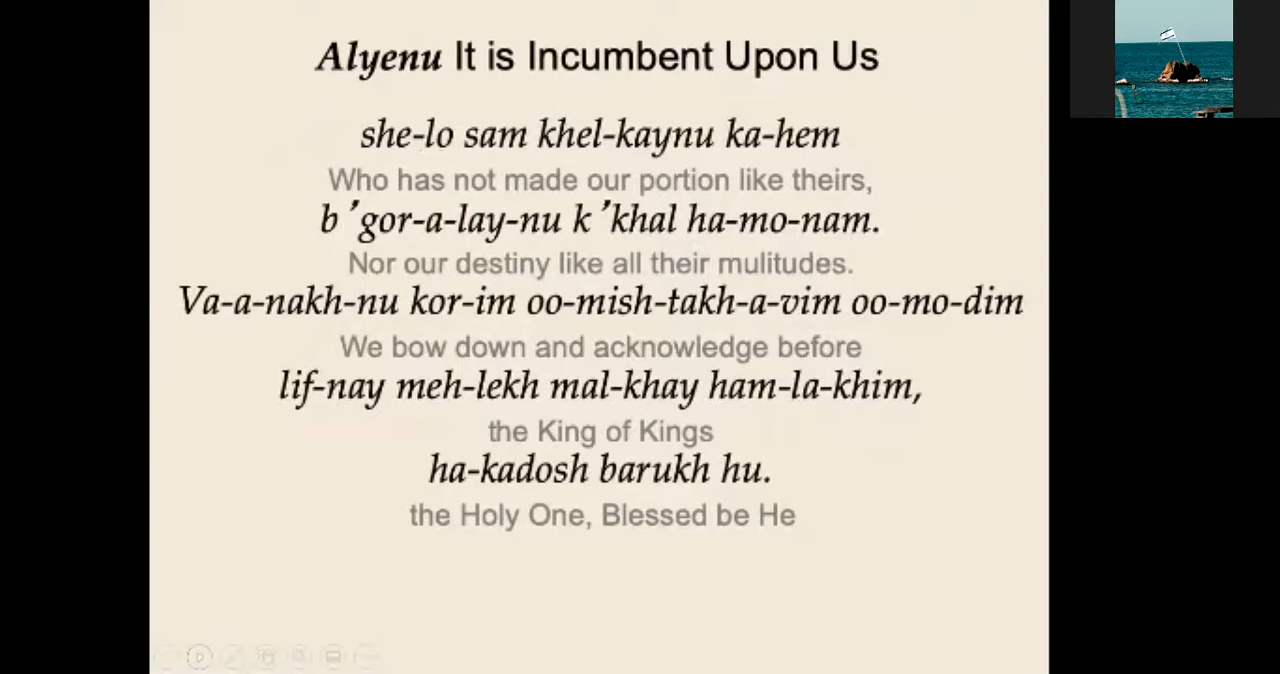 Alyenu It is Incumbent Upon Us
she-lo sam khel-kaynu ka-hem
Who has not made our portion like theirs,
b ’gor-a-lay-nu k ’khal ha-mo-nam.
Nor our destiny like all their mulitudes.
Va-a-nakh-nu kor-im oo-mish-takh-a-vim oo-mo-dim
We bow down and acknowledge before
lif-nay meh-lekh mal-khay ham-la-khim,
the King of Kings
ha-kadosh barukh hu.
the Holy One, Blessed be He